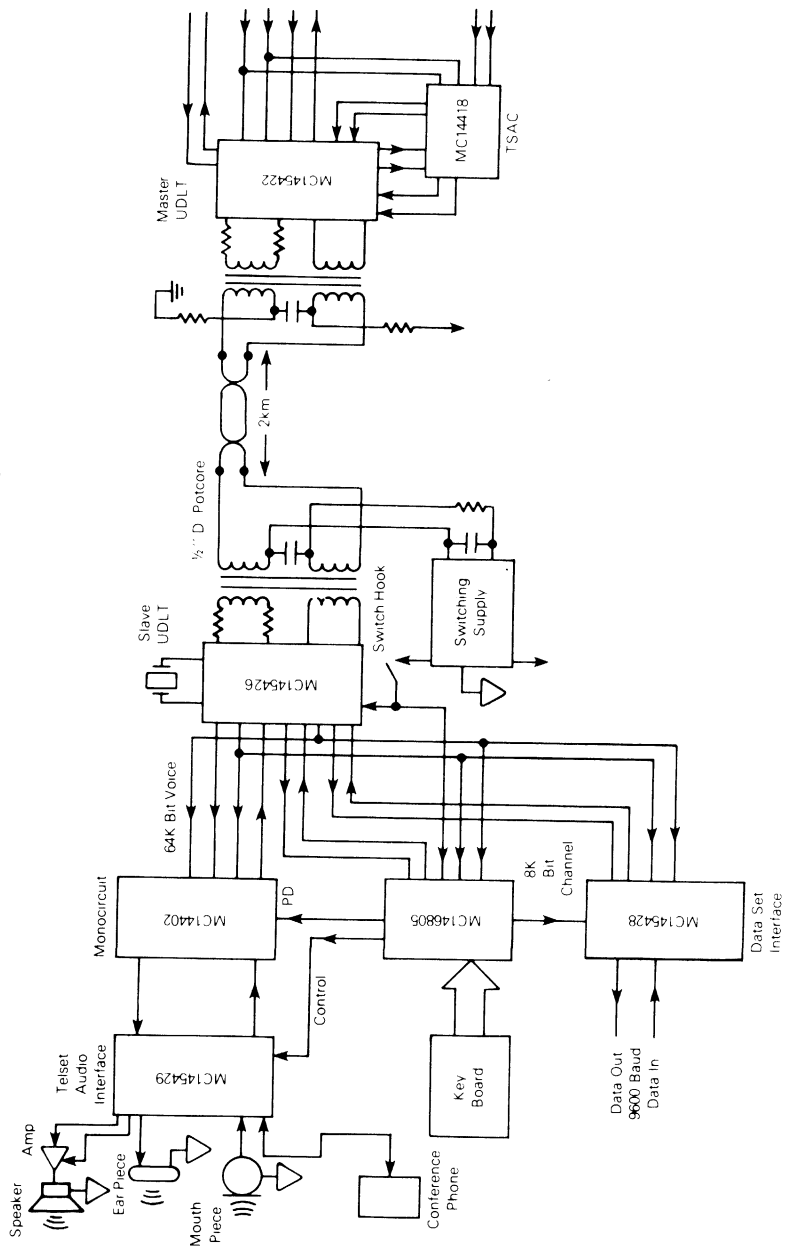 Speaker
Amp
Ear Piece
Mouth
Piece
Conference
Phone
Telset
Audio
Interface
MC145429
Control
Key
Board
Data Out
9600 Baud
Data In
Monocircuit
MC14402
PD
64K Bit Voice
MC146805
8K
Bit
Channel
MC145428
Data Set
Interface
Slave
UDLT
MC145426
Switch Hook
Switching
Supply
½" D Potcore
2km
Master
UDLT
MC145422
MC14418
TSAC